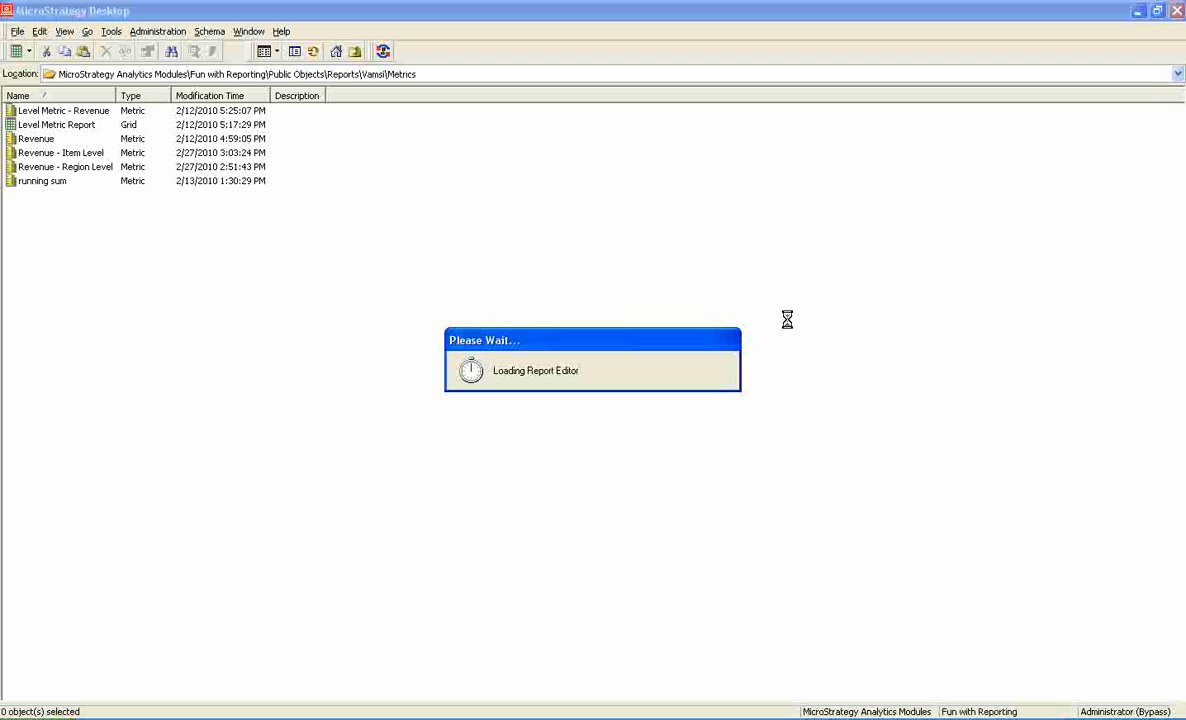 MicroStrategy Desktop
File Edit View Go Tools Administration Schema Window Help
Location: MicroStrategy Analytics Modules\Fun with Reporting\Public Objects\Reports\Vamsi\Metrics
Name Type Modification Time Description
Level Metric - Revenue Metric 2/12/2010 5:25:07 PM
Level Metric Report Grid 2/12/2010 5:17:29 PM
Revenue Metric 2/12/2010 4:59:05 PM
Revenue - Item Level Metric 2/27/2010 3:03:24 PM
Revenue - Region Level Metric 2/27/2010 2:51:43 PM
running sum Metric 2/13/2010 1:30:29 PM
Please Wait...
Loading Report Editor
0 object(s) selected MicroStrategy Analytics Modules Fun with Reporting Administrator (Bypass)